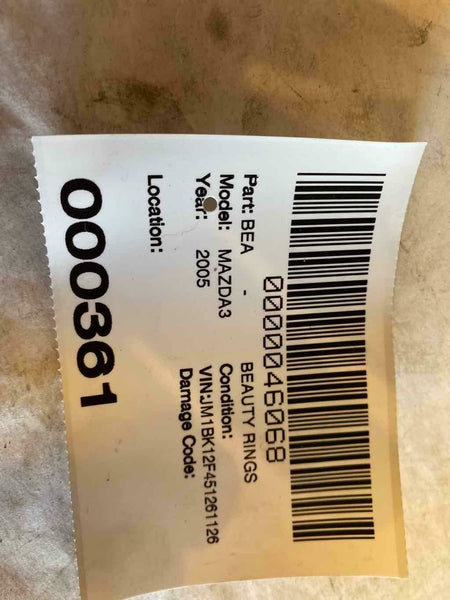 0000046068
Part: BEA - BEAUTY RINGS
Model: MAZDA3 Condition:
Year: 2005 VIN:JM1BK12F451261126
Damage Code:
Location:
000361